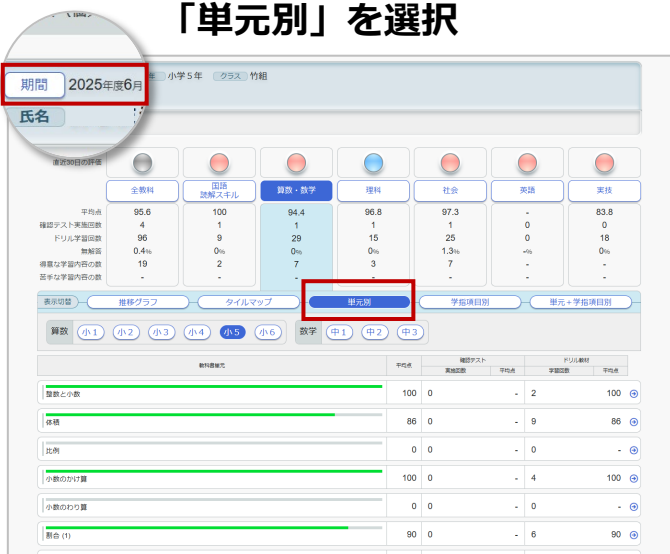 「単元別」を選択
期間 2025年度6月
年 小学5年 クラス 竹組
氏名
直近30日の評価
全教科 国語 読解スキル 算数・数学 理科 社会 英語 実技
平均点 95.6 100 94.4 96.8 97.3 - 83.8
確認テスト実施回数 4 1 1 1 1 0 0
ドリル学習回数 96 9 29 15 25 0 18
無解答 0.4% 0% 0% 0% 1.3% -% 0%
得意な学習内容の数 19 2 7 3 7 - -
苦手な学習内容の数 - - - - - - -
表示切替 推移グラフ タイルマップ 単元別 学指項目別 単元+学指項目別
算数 小1 小2 小3 小4 小5 小6 数学 中1 中2 中3
教科書単元 平均点 確認テスト 実施回数 平均点 ドリル教材 学習回数 平均点
整数と小数 100 0 - 2 100
体積 86 0 - 9 86
比例 0 0 - 0 -
小数のかけ算 100 0 - 4 100
小数のわり算 0 0 - 0 -
割合 (1) 90 0 - 6 90